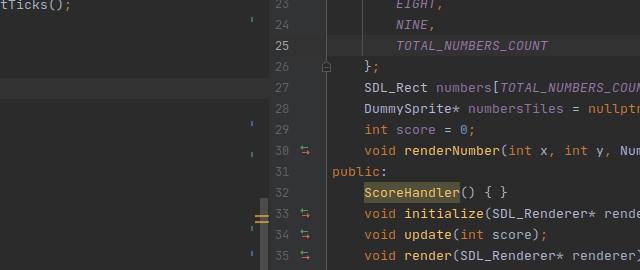 tTicks();
23 EIGHT,
24 NINE,
25 TOTAL_NUMBERS_COUNT
26 };
27 SDL_Rect numbers[TOTAL_NUMBERS_COUN
28 DummySprite* numbersTiles = nullptr
29 int score = 0;
30 void renderNumber(int x, int y, Num
31 public:
32 ScoreHandler() { }
33 void initialize(SDL_Renderer* rende
34 void update(int score);
35 void render(SDL_Renderer* renderer)